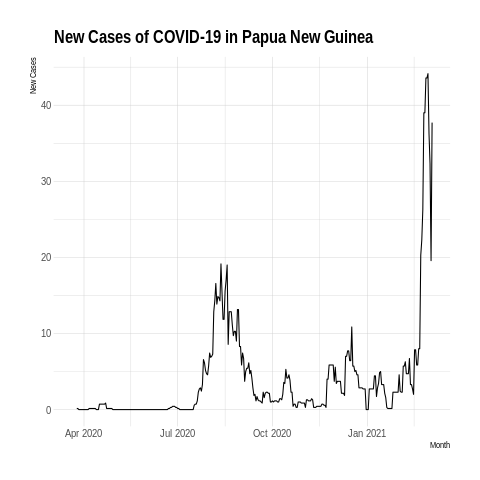 New Cases of COVID-19 in Papua New Guinea
New Cases
40
30
20
10
0
Apr 2020 Jul 2020 Oct 2020 Jan 2021
Month